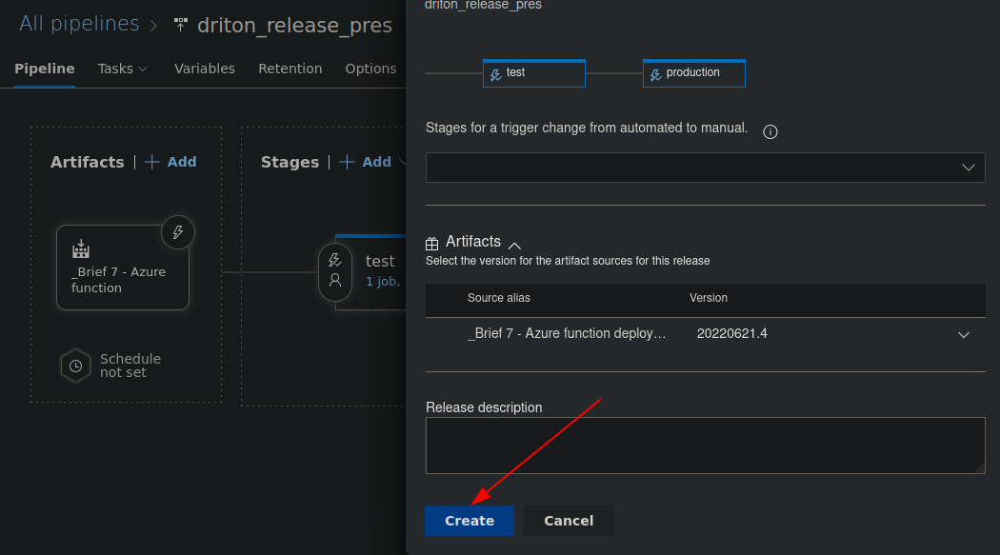 All pipelines > driton_release_pres
Pipeline Tasks Variables Retention Options
Artifacts | + Add
Stages | + Add
_Brief 7 - Azure
function
Schedule
not set
test
1 job,
driton_release_pres
test
production
Stages for a trigger change from automated to manual.
Artifacts
Select the version for the artifact sources for this release
Source alias Version
_Brief 7 - Azure function deploy… 20220621.4
Release description
Create Cancel